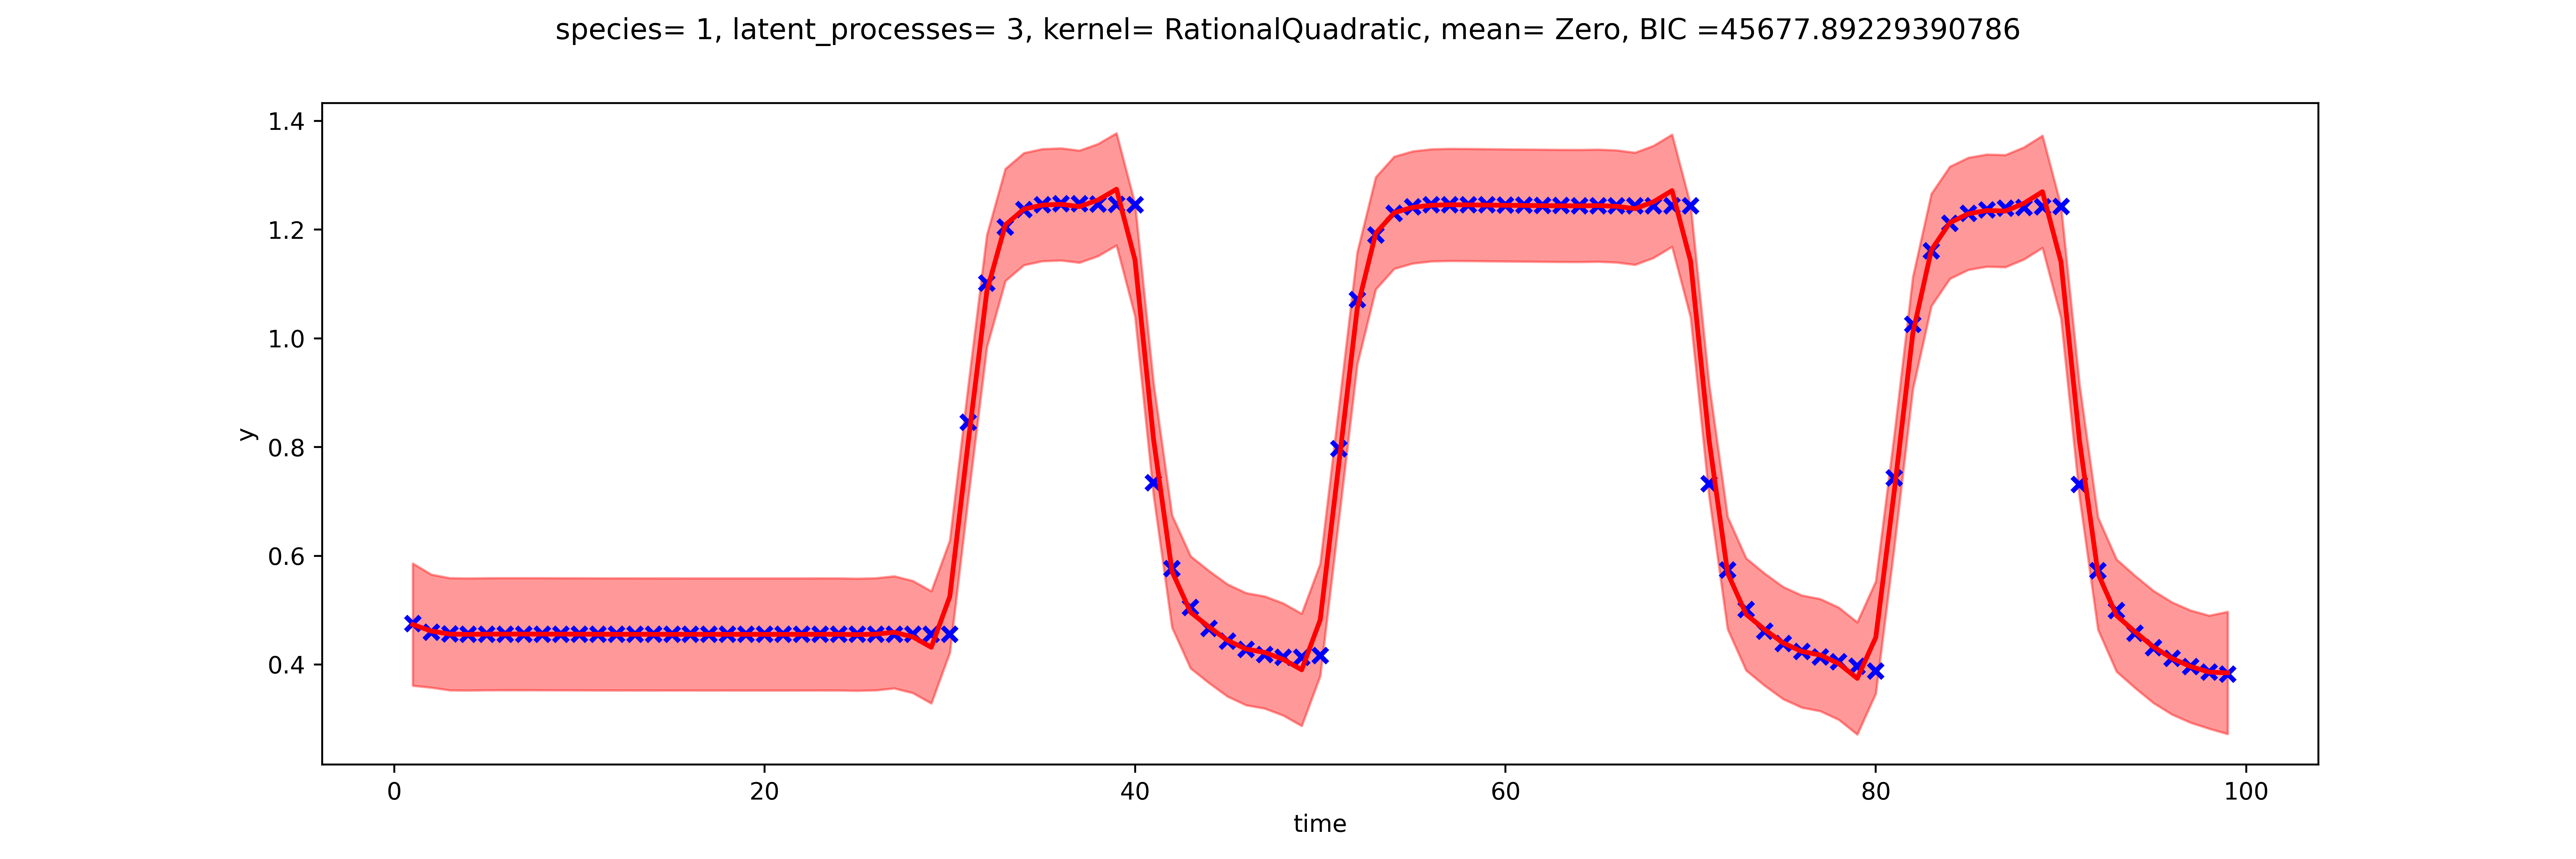 species= 1, latent_processes= 3, kernel= RationalQuadratic, mean= Zero, BIC =45677.89229390786
1.4
1.2
1.0
0.8
0.6
0.4
y
0 20 40 60 80 100
time